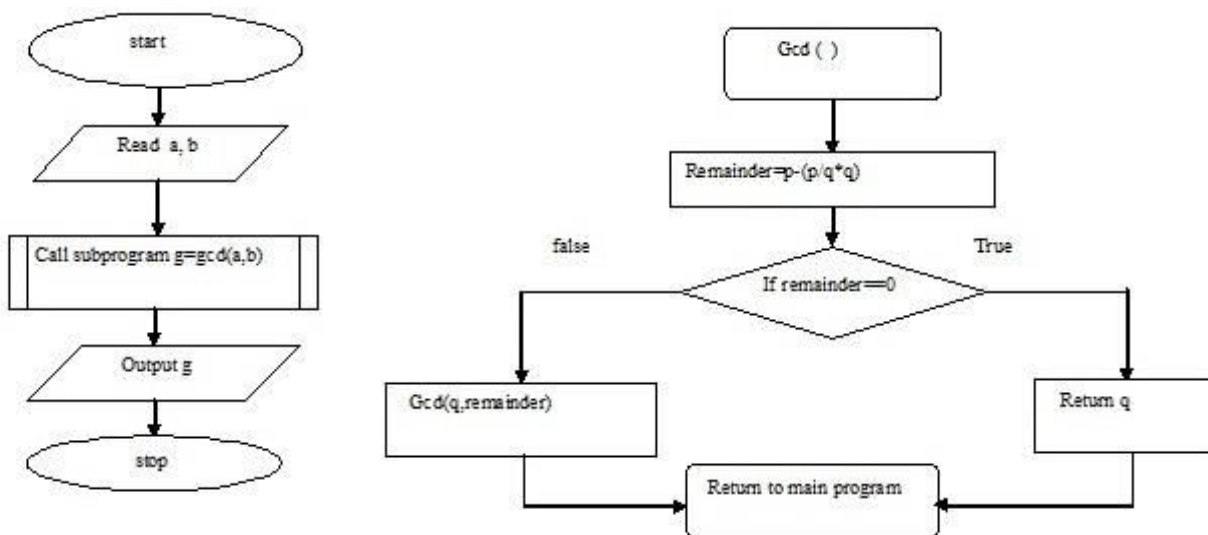 start
Read a, b
Call subprogram g=gcd(a,b)
Output g
stop
Gcd ( )
Remainder=p-(p/q*q)
false
True
If remainder==0
Gcd(q,remainder)
Return q
Return to main program